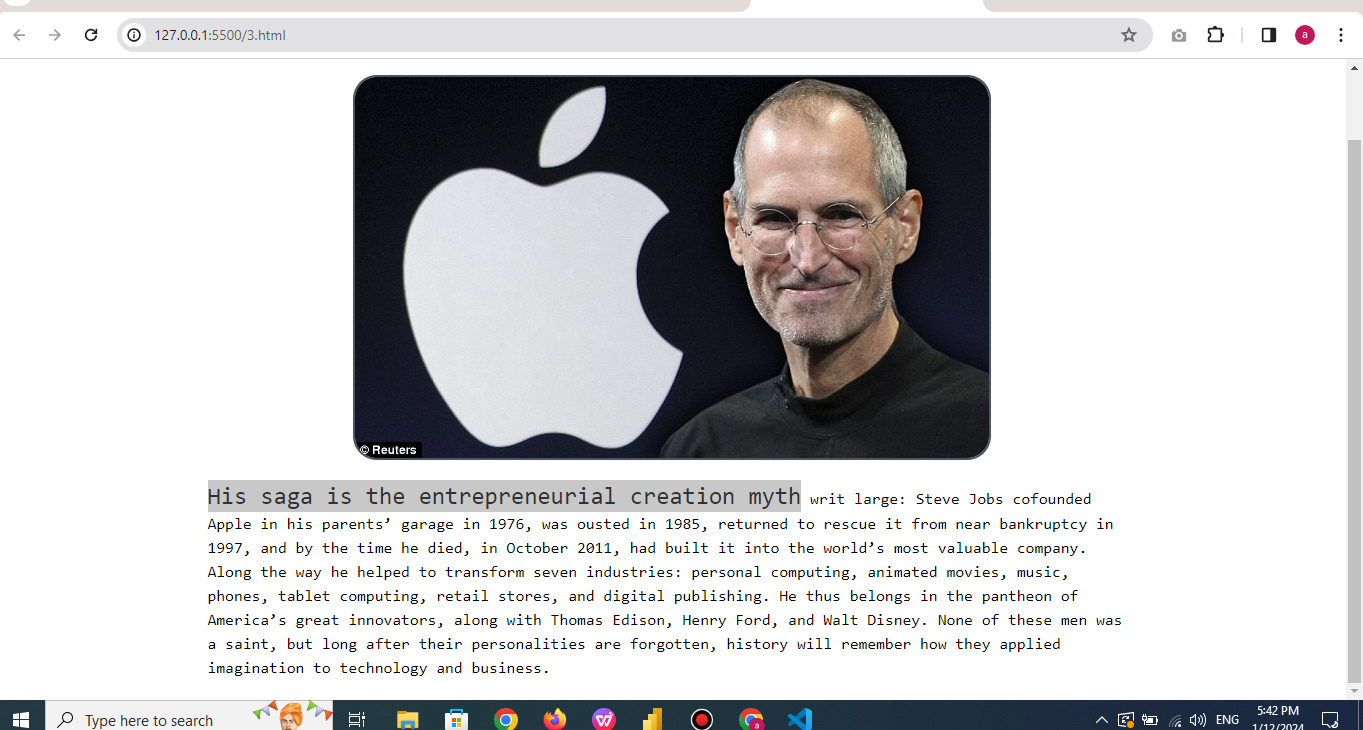 127.0.0.1:5500/3.html
a
© Reuters
His saga is the entrepreneurial creation myth writ large: Steve Jobs cofounded
Apple in his parents’ garage in 1976, was ousted in 1985, returned to rescue it from near bankruptcy in
1997, and by the time he died, in October 2011, had built it into the world’s most valuable company.
Along the way he helped to transform seven industries: personal computing, animated movies, music,
phones, tablet computing, retail stores, and digital publishing. He thus belongs in the pantheon of
America’s great innovators, along with Thomas Edison, Henry Ford, and Walt Disney. None of these men was
a saint, but long after their personalities are forgotten, history will remember how they applied
imagination to technology and business.
Type here to search
ENG
5:42 PM
1/12/2024